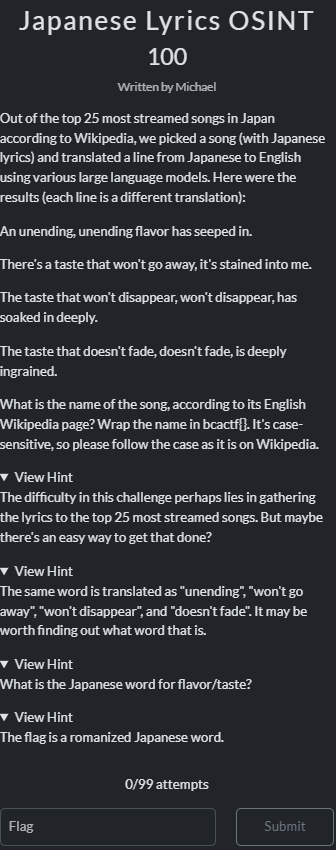 Japanese Lyrics OSINT
100
Written by Michael
Out of the top 25 most streamed songs in Japan
according to Wikipedia, we picked a song (with Japanese
lyrics) and translated a line from Japanese to English
using various large language models. Here were the
results (each line is a different translation):
An unending, unending flavor has seeped in.
There's a taste that won't go away, it's stained into me.
The taste that won't disappear, won't disappear, has
soaked in deeply.
The taste that doesn't fade, doesn't fade, is deeply
ingrained.
What is the name of the song, according to its English
Wikipedia page? Wrap the name in bcactf{}. It's case-
sensitive, so please follow the case as it is on Wikipedia.
▼ View Hint
The difficulty in this challenge perhaps lies in gathering
the lyrics to the top 25 most streamed songs. But maybe
there's an easy way to get that done?
▼ View Hint
The same word is translated as "unending", "won't go
away", "won't disappear", and "doesn't fade". It may be
worth finding out what word that is.
▼ View Hint
What is the Japanese word for flavor/taste?
▼ View Hint
The flag is a romanized Japanese word.
0/99 attempts
Flag
Submit